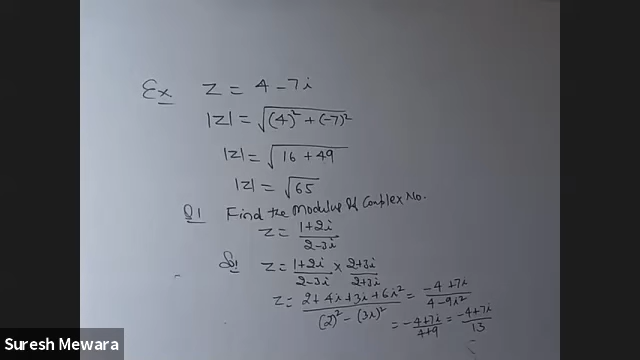 Ex z = 4 - 7i
|z| = √(4)² + (-7)²
|z| = √16 + 49
|z| = √65
Q1 Find the Modulus of Complex No.
z = 1+2i / 2-3i
Sol z = 1+2i / 2-3i × 2+3i / 2+3i
z = 2+4i+3i+6i² / (2)² - (3i)² = -4+7i / 4-9i²
= -4+7i / 4+9 = -4+7i / 13
Suresh Mewara